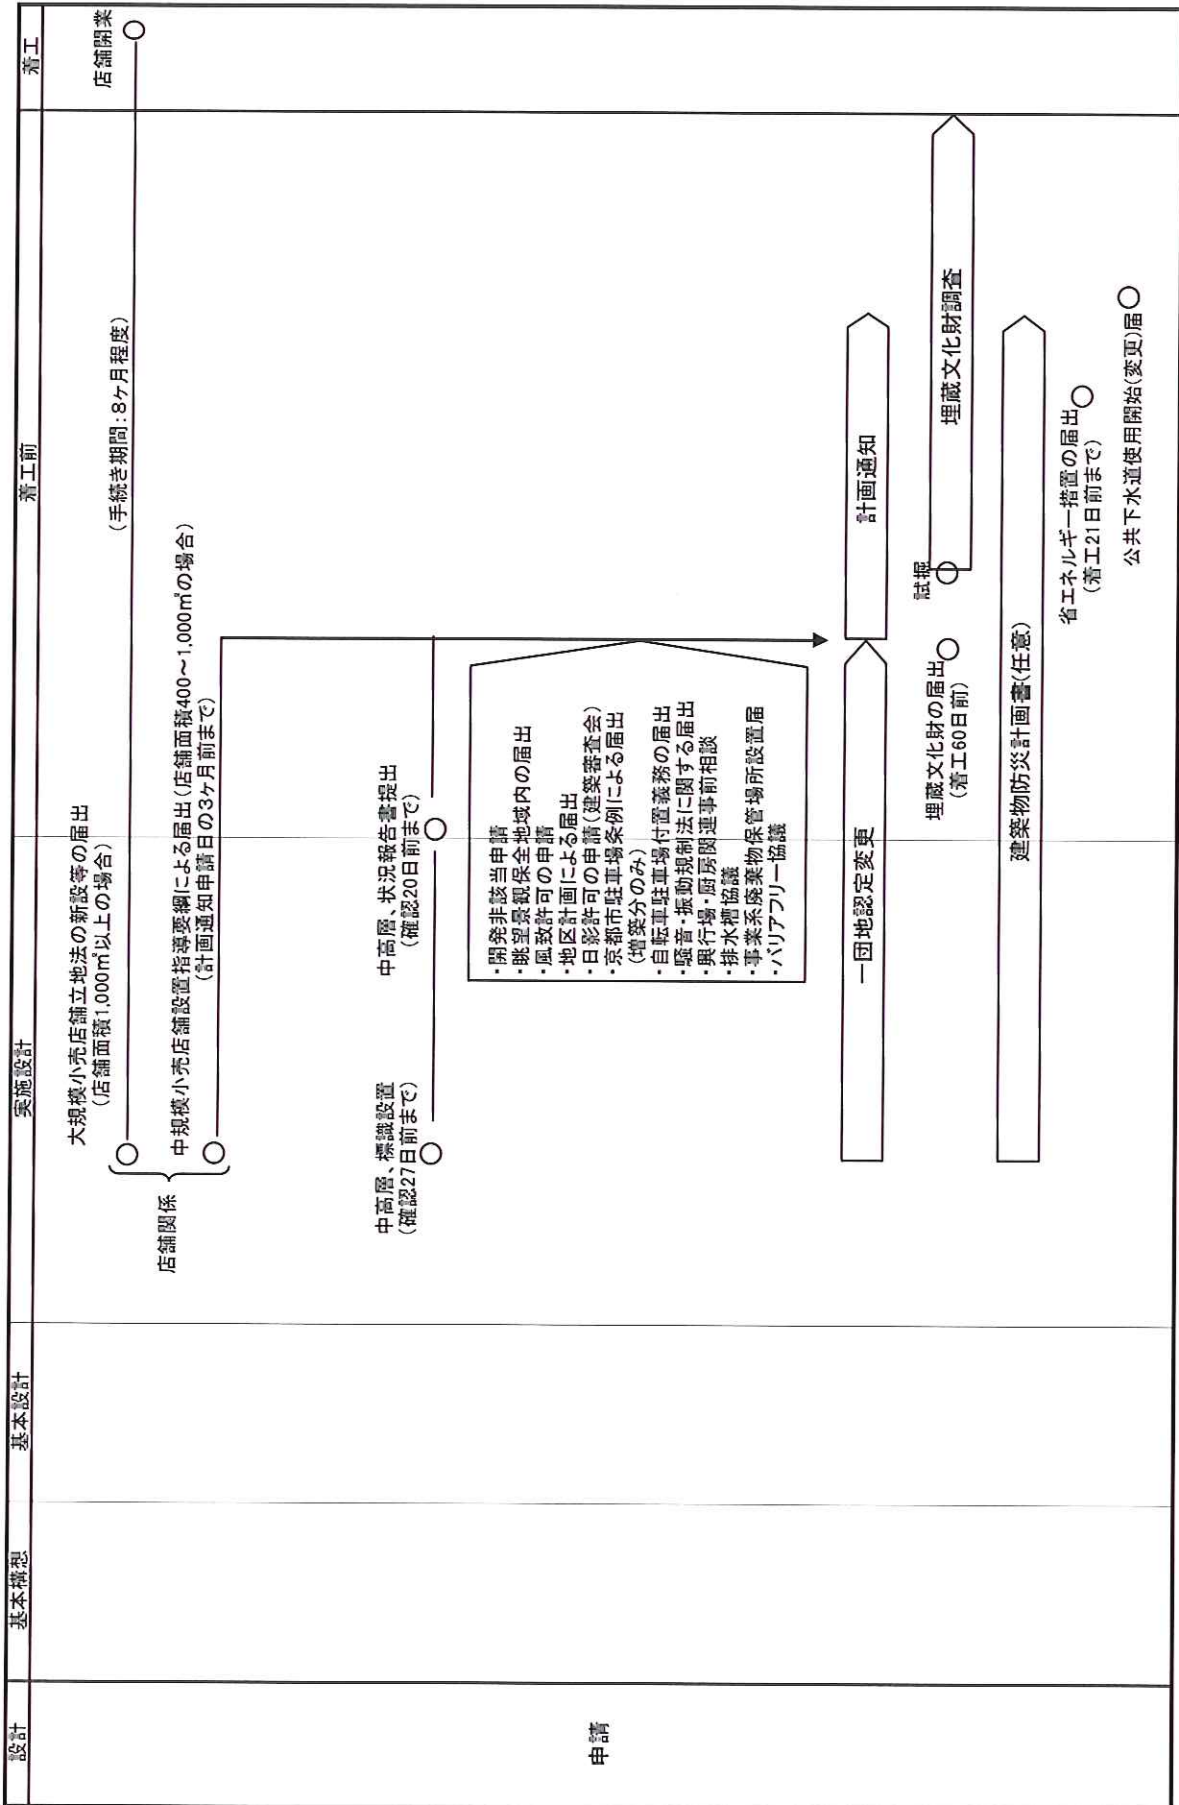 設計
基本構想
基本設計
実施設計
着工前
着工
申請
店舗関係
大規模小売店舗立地法の新設等の届出
(店舗面積1,000㎡以上の場合)
(手続き期間:8ヶ月程度)
店舗開業
中規模小売店舗設置指導要綱による届出(店舗面積400～1,000㎡の場合)
(計画通知申請日の3ヶ月前まで)
中高層、標識設置
(確認27日前まで)
中高層、状況報告書提出
(確認20日前まで)
・開発非該当申請
・眺望景観保全地域内の届出
・風致許可の申請
・地区計画による届出
・日影許可の申請(建築審査会)
・京都市駐車場条例による届出
(増築分のみ)
・自転車駐車場付置義務の届出
・騒音・振動規制法に関する届出
・興行場・厨房関連事前相談
・排水槽協議
・事業系廃棄物保管場所設置届
・バリアフリー協議
一団地認定変更
計画通知
埋蔵文化財の届出
(着工60日前)
試掘
埋蔵文化財調査
建築物防災計画書(任意)
省エネルギー措置の届出
(着工21日前まで)
公共下水道使用開始(変更)届